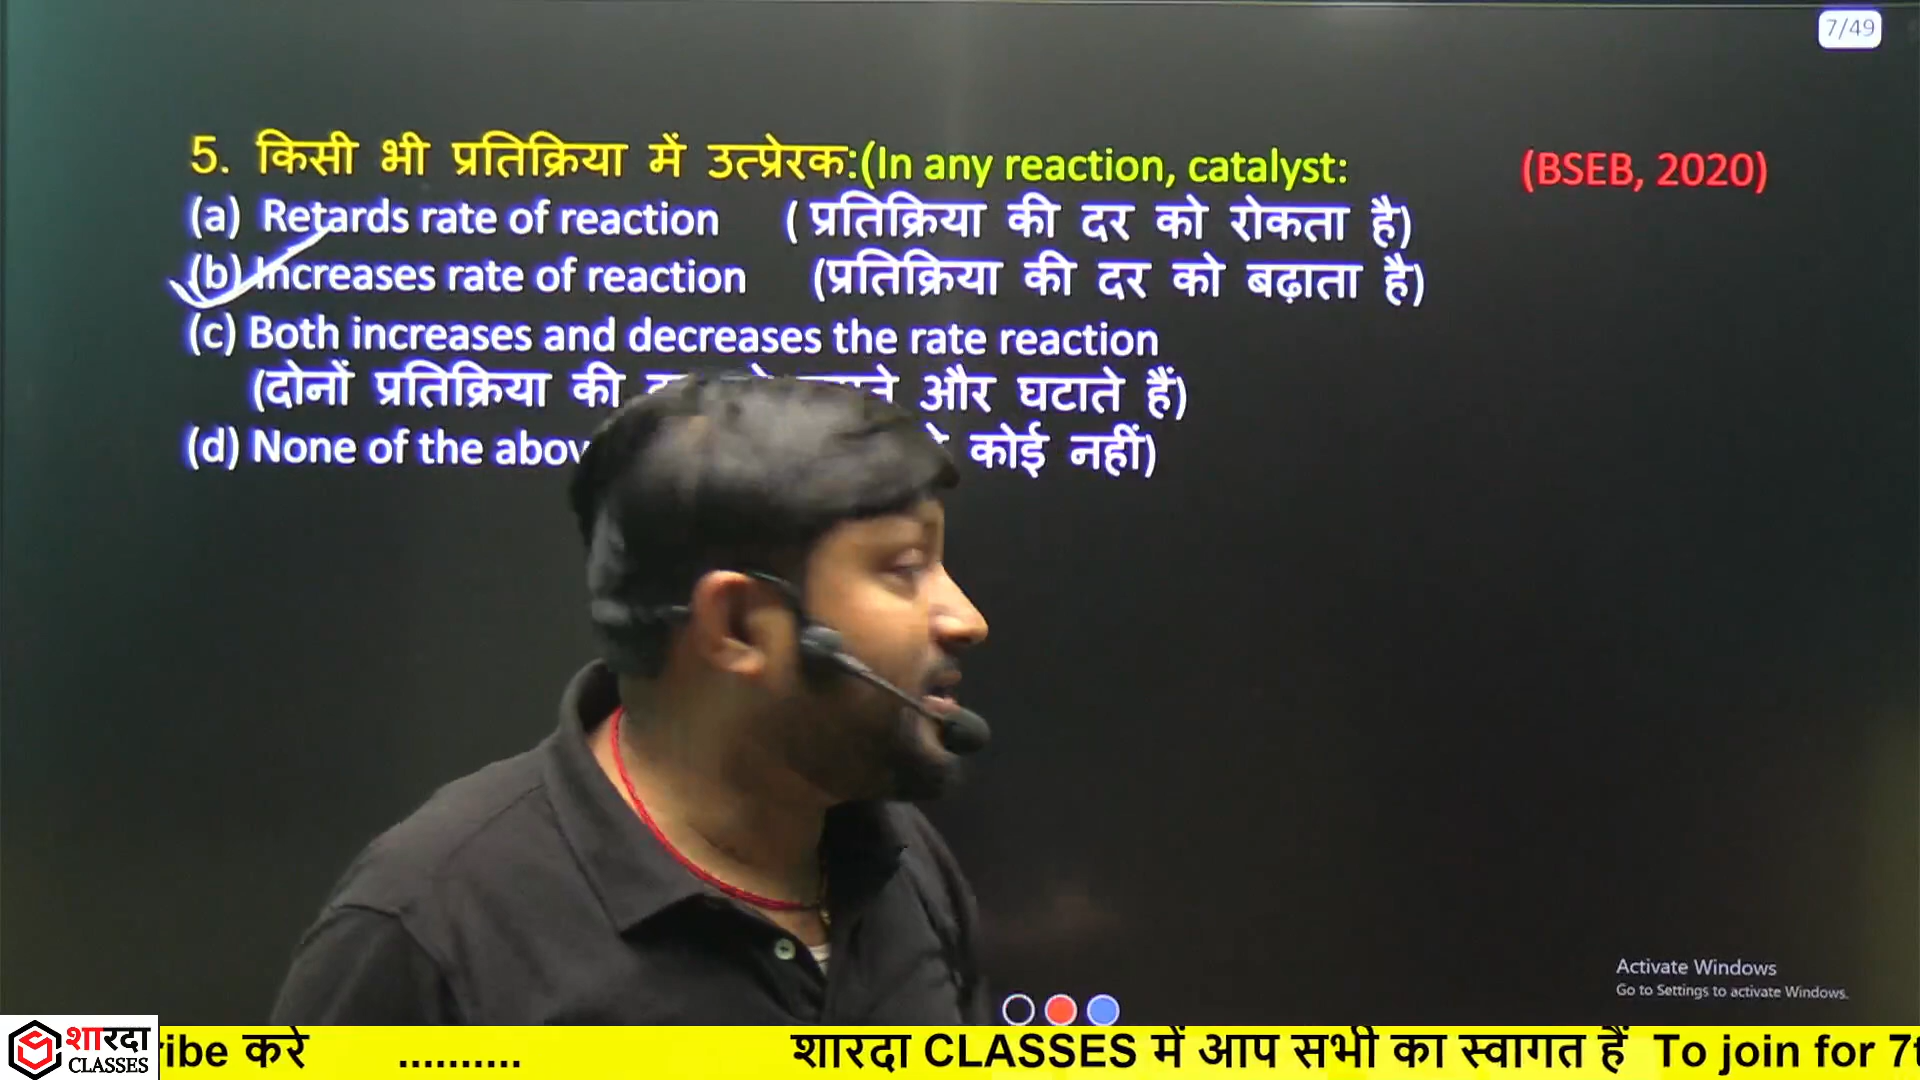 7/49
5. किसी भी प्रतिक्रिया में उत्प्रेरक:(In any reaction, catalyst: (BSEB, 2020)
(a) Retards rate of reaction ( प्रतिक्रिया की दर को रोकता है)
(b) Increases rate of reaction (प्रतिक्रिया की दर को बढ़ाता है)
(c) Both increases and decreases the rate reaction
(दोनों प्रतिक्रिया की और घटाते हैं)
(d) None of the कोई नहीं)
Activate Windows
Go to Settings to activate Windows.
शारदा
CLASSES
करे .......... शारदा CLASSES में आप सभी का स्वागत हैं To join for